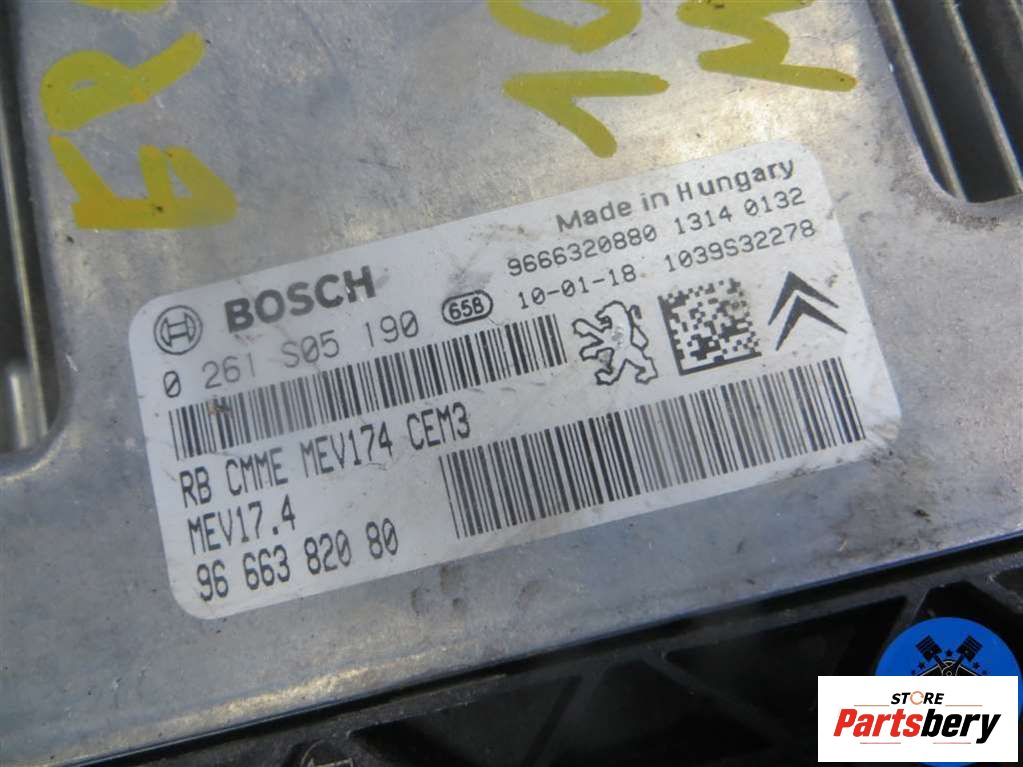 Made in Hungary
9666320880 1314 0132
10-01-18 1039S32278
BOSCH 658
0 261 S05 190
RB CMME MEV174 CEM3
MEV17.4
96 663 820 80
STORE
Partsbery